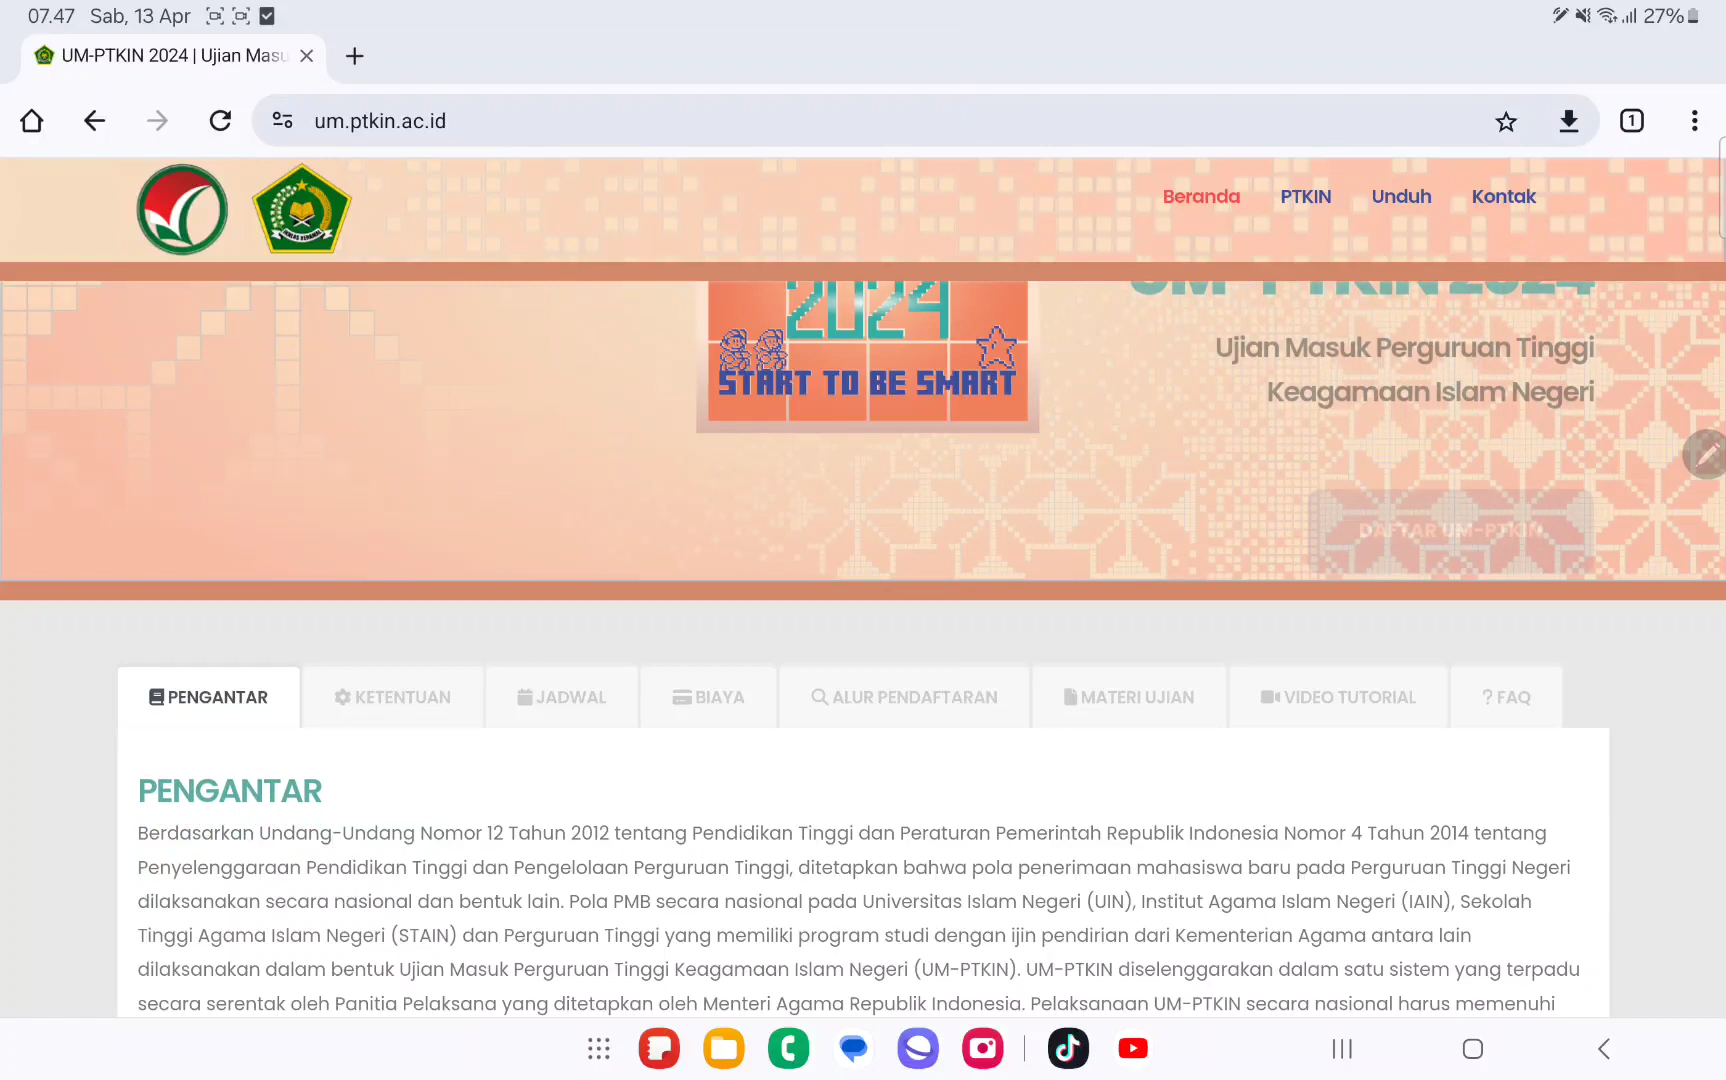 07.47 Sab, 13 Apr
27%
UM-PTKIN 2024 | Ujian Masu
um.ptkin.ac.id
1
IKHLAS BERAMAL
Beranda PTKIN Unduh Kontak
2024
START TO BE SMART
UM-PTKIN 2024
Ujian Masuk Perguruan Tinggi
Keagamaan Islam Negeri
DAFTAR UM-PTKIN
PENGANTAR KETENTUAN JADWAL BIAYA ALUR PENDAFTARAN MATERI UJIAN VIDEO TUTORIAL ? FAQ
PENGANTAR
Berdasarkan Undang-Undang Nomor 12 Tahun 2012 tentang Pendidikan Tinggi dan Peraturan Pemerintah Republik Indonesia Nomor 4 Tahun 2014 tentang
Penyelenggaraan Pendidikan Tinggi dan Pengelolaan Perguruan Tinggi, ditetapkan bahwa pola penerimaan mahasiswa baru pada Perguruan Tinggi Negeri
dilaksanakan secara nasional dan bentuk lain. Pola PMB secara nasional pada Universitas Islam Negeri (UIN), Institut Agama Islam Negeri (IAIN), Sekolah
Tinggi Agama Islam Negeri (STAIN) dan Perguruan Tinggi yang memiliki program studi dengan ijin pendirian dari Kementerian Agama antara lain
dilaksanakan dalam bentuk Ujian Masuk Perguruan Tinggi Keagamaan Islam Negeri (UM-PTKIN). UM-PTKIN diselenggarakan dalam satu sistem yang terpadu
secara serentak oleh Panitia Pelaksana yang ditetapkan oleh Menteri Agama Republik Indonesia. Pelaksanaan UM-PTKIN secara nasional harus memenuhi